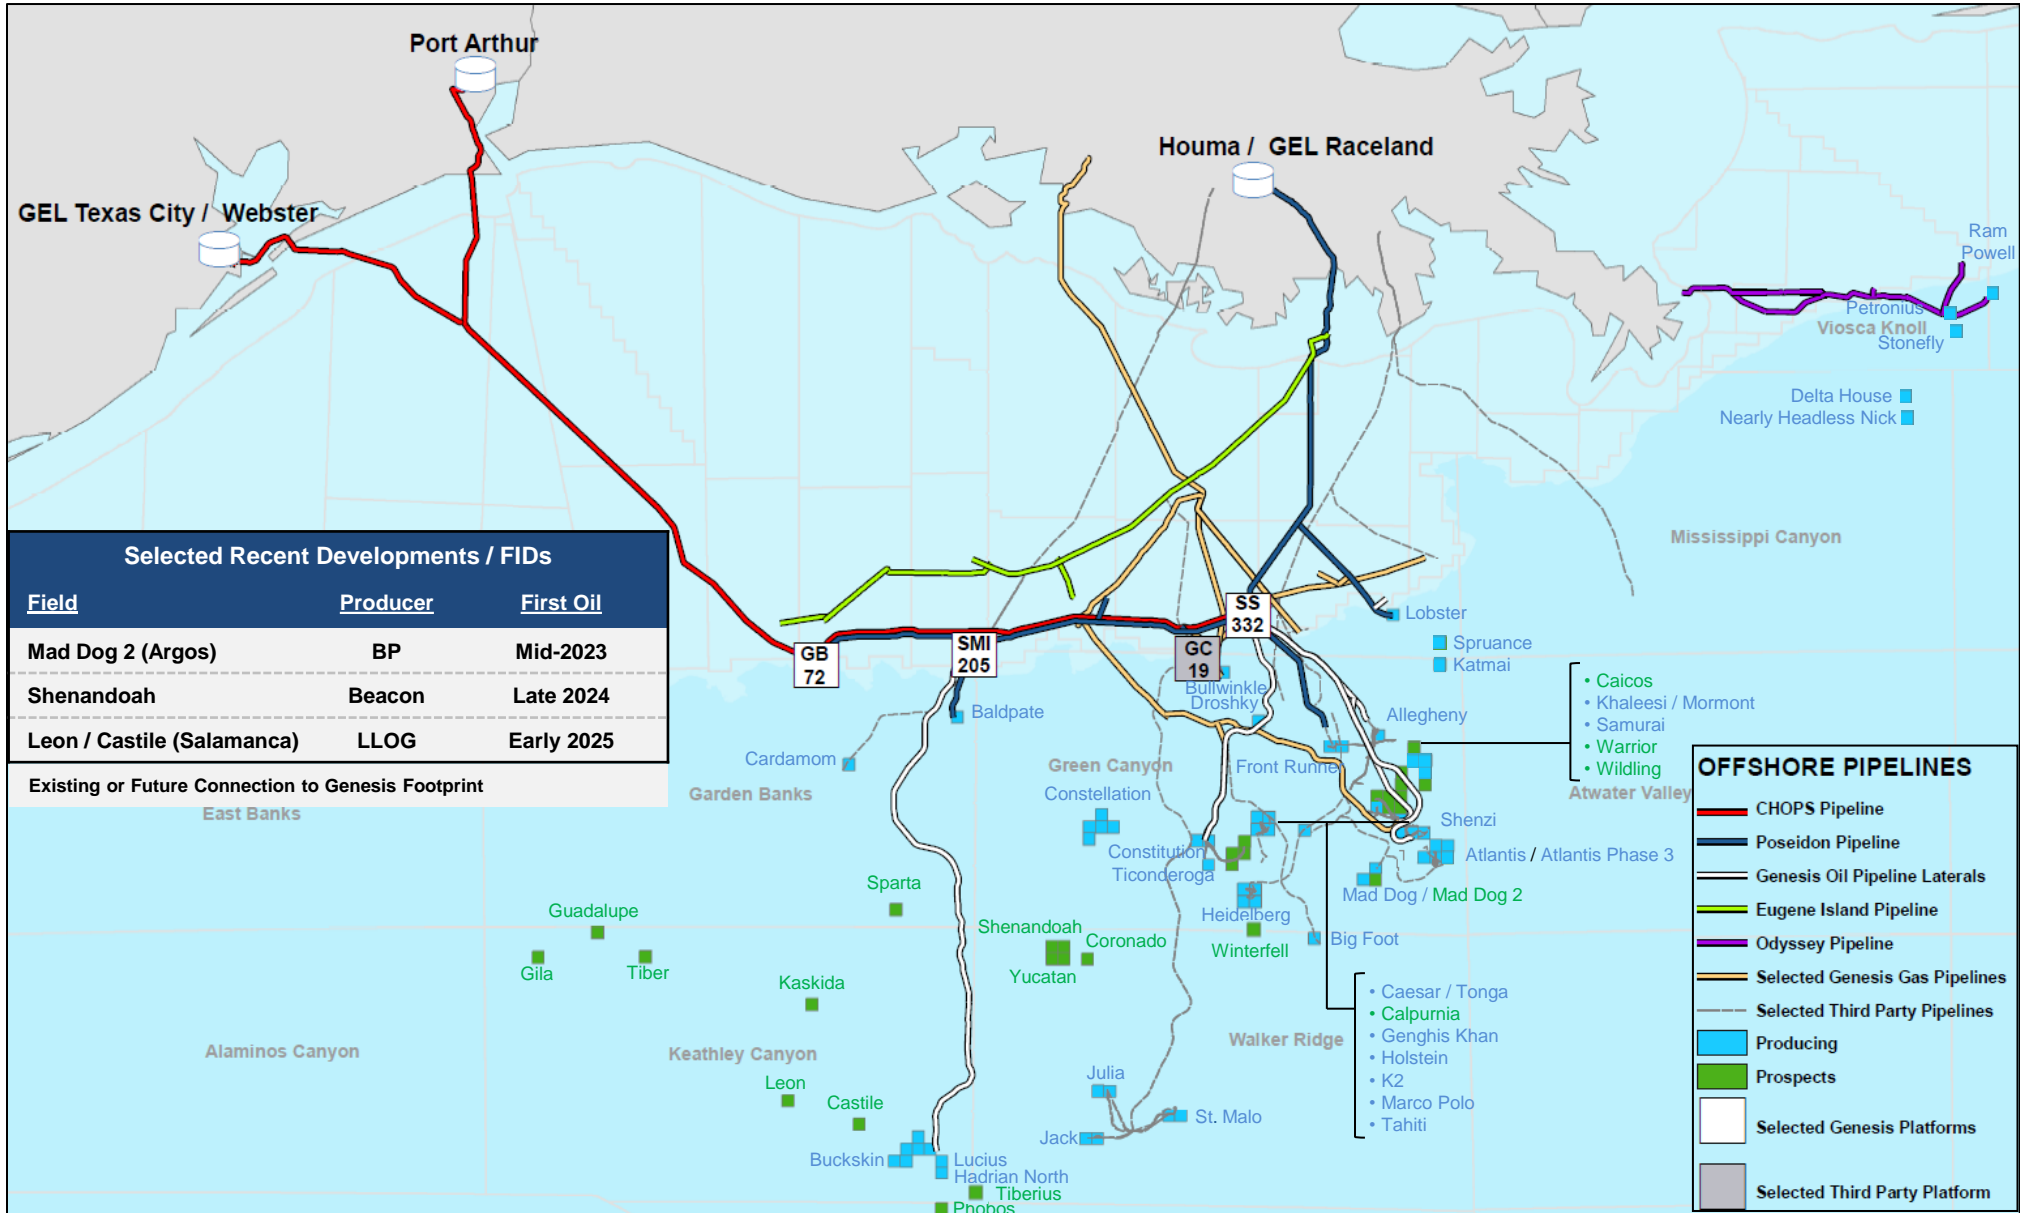 Port Arthur
Houma / GEL Raceland
GEL Texas City / Webster
Ram
Powell
Petronius
Viosca Knoll
Stonefly
Delta House
Nearly Headless Nick
Mississippi Canyon
Selected Recent Developments / FIDs
Field Producer First Oil
Mad Dog 2 (Argos) BP Mid-2023
Shenandoah Beacon Late 2024
Leon / Castile (Salamanca) LLOG Early 2025
Existing or Future Connection to Genesis Footprint
GB
72
SMI
205
GC
19
SS
332
Lobster
Spruance
Katmai
Bullwinkle
Droshky
Baldpate
Cardamom
Allegheny
• Caicos
• Khaleesi / Mormont
• Samurai
• Warrior
• Wildling
Green Canyon
Front Runner
Garden Banks
East Banks
Atwater Valley
Constellation
Shenzi
Constitution
Ticonderoga
Atlantis / Atlantis Phase 3
Mad Dog / Mad Dog 2
Heidelberg
Winterfell
Big Foot
Sparta
Guadalupe
Gila
Tiber
Shenandoah
Coronado
Yucatan
Kaskida
Alaminos Canyon
Keathley Canyon
Walker Ridge
• Caesar / Tonga
• Calpurnia
• Genghis Khan
• Holstein
• K2
• Marco Polo
• Tahiti
Leon
Castile
Julia
St. Malo
Jack
Buckskin
Lucius
Hadrian North
Tiberius
Phobos
OFFSHORE PIPELINES
CHOPS Pipeline
Poseidon Pipeline
Genesis Oil Pipeline Laterals
Eugene Island Pipeline
Odyssey Pipeline
Selected Genesis Gas Pipelines
Selected Third Party Pipelines
Producing
Prospects
Selected Genesis Platforms
Selected Third Party Platform